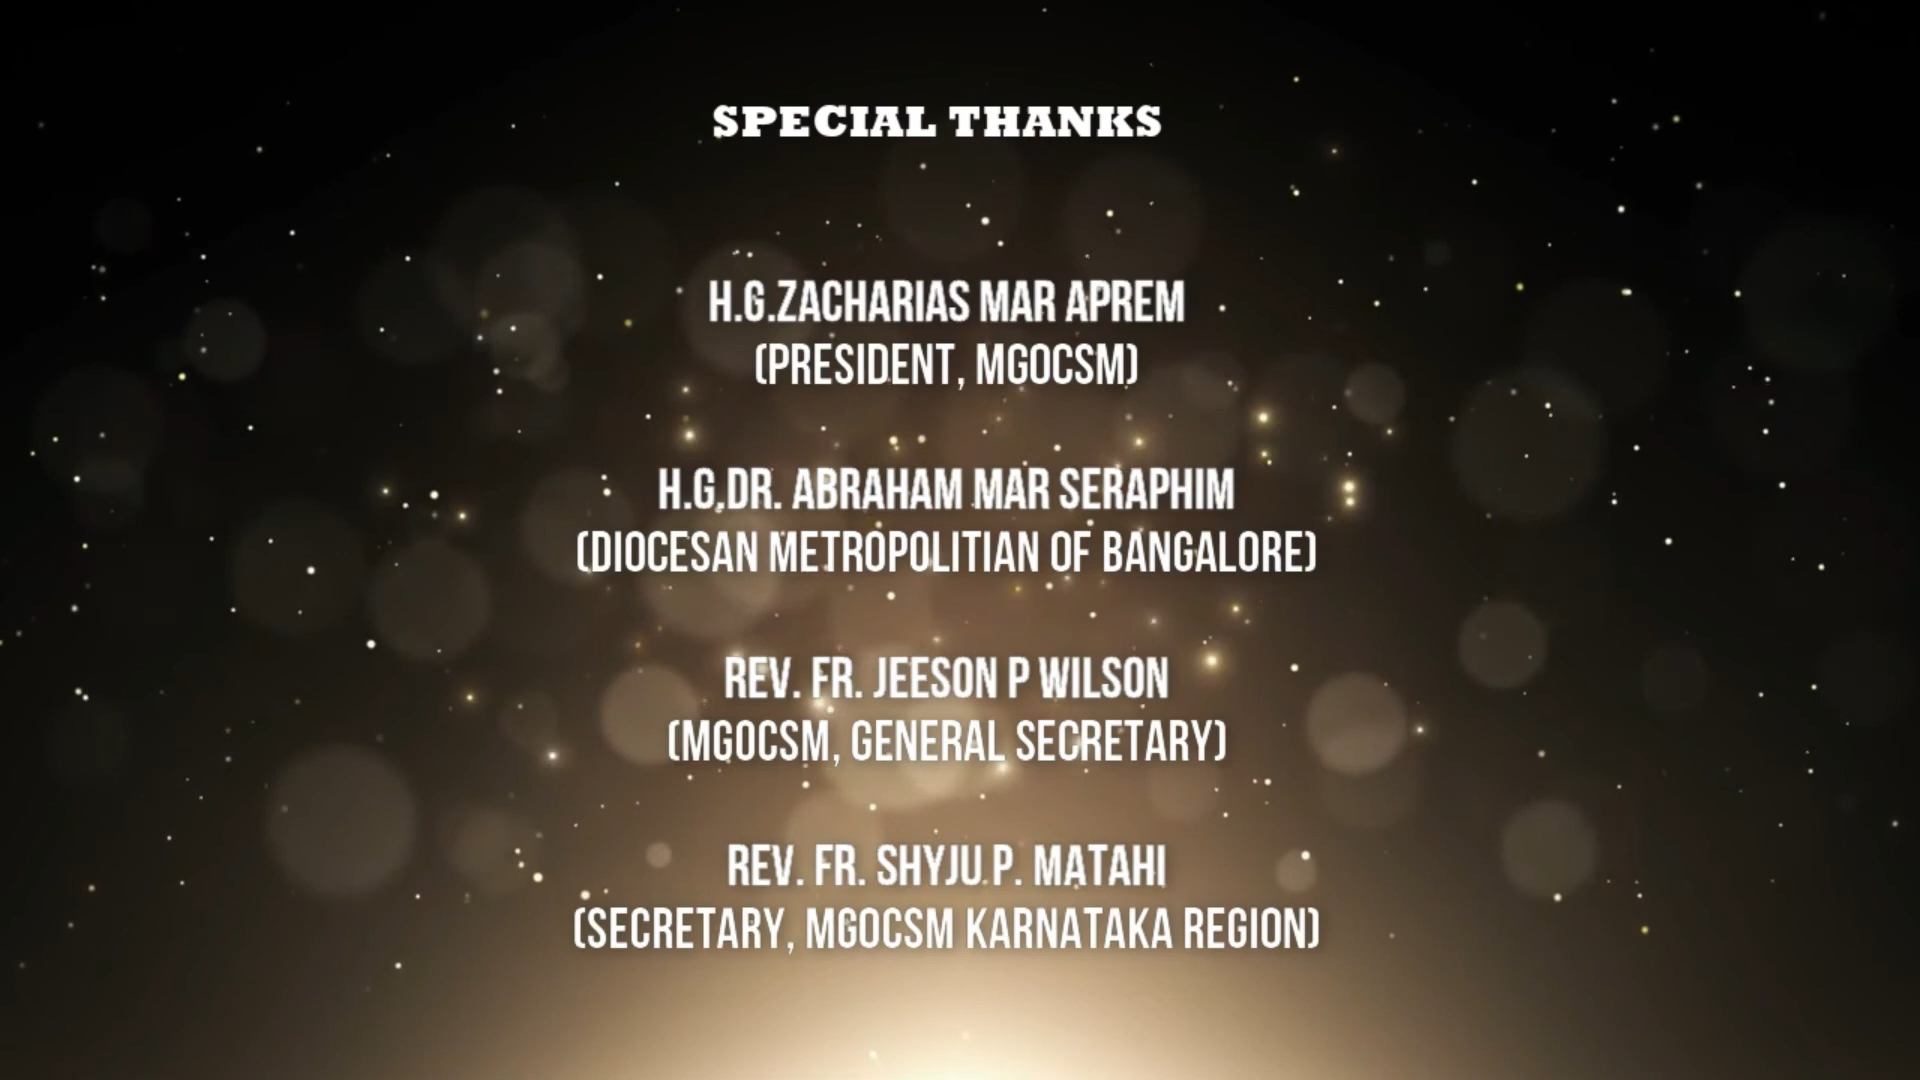 SPECIAL THANKS
H.G.ZACHARIAS MAR APREM
(PRESIDENT, MGOCSM)
H.G.DR. ABRAHAM MAR SERAPHIM
(DIOCESAN METROPOLITIAN OF BANGALORE)
REV. FR. JEESON P WILSON
(MGOCSM, GENERAL SECRETARY)
REV. FR. SHYJU P. MATAHI
(SECRETARY, MGOCSM KARNATAKA REGION)